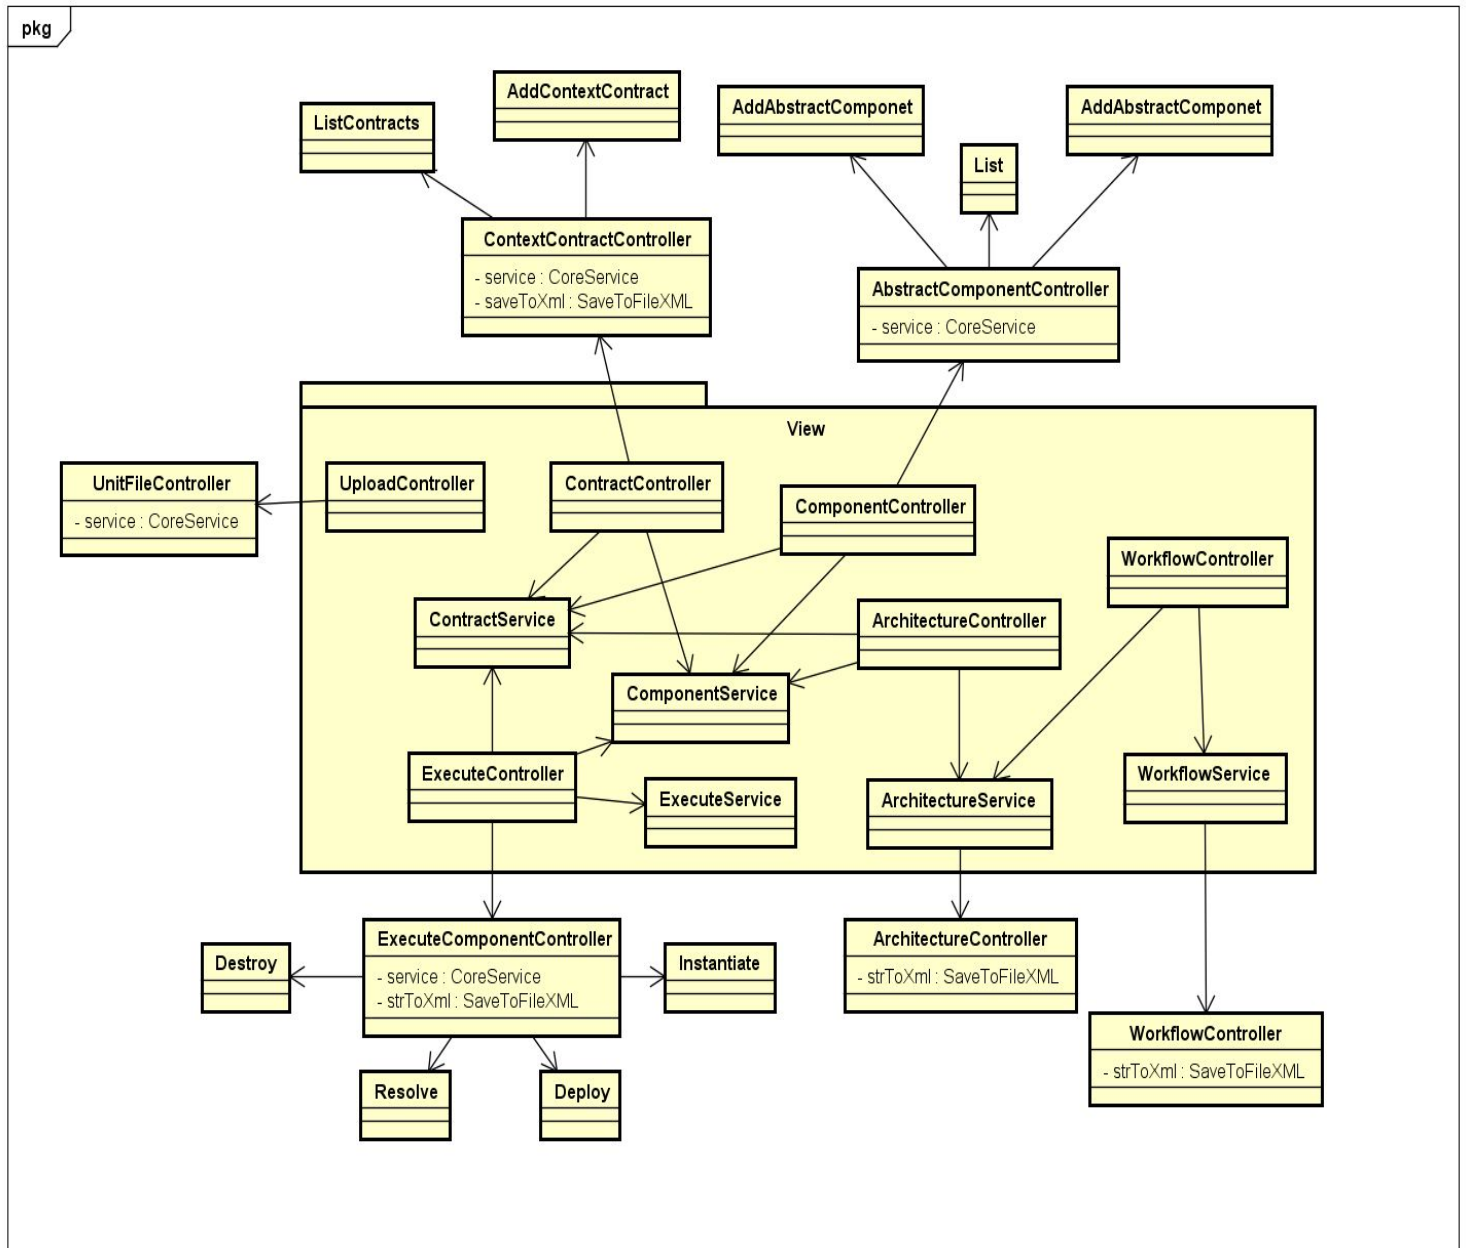 pkg
AddContextContract
AddAbstractComponet
AddAbstractComponet
ListContracts
List
ContextContractController
- service : CoreService
- saveToXml : SaveToFileXML
AbstractComponentController
- service : CoreService
View
UnitFileController
- service : CoreService
UploadController
ContractController
ComponentController
WorkflowController
ContractService
ArchitectureController
ComponentService
ExecuteController
ExecuteService
ArchitectureService
WorkflowService
ExecuteComponentController
- service : CoreService
- strToXml : SaveToFileXML
Destroy
Instantiate
ArchitectureController
- strToXml : SaveToFileXML
WorkflowController
- strToXml : SaveToFileXML
Resolve
Deploy